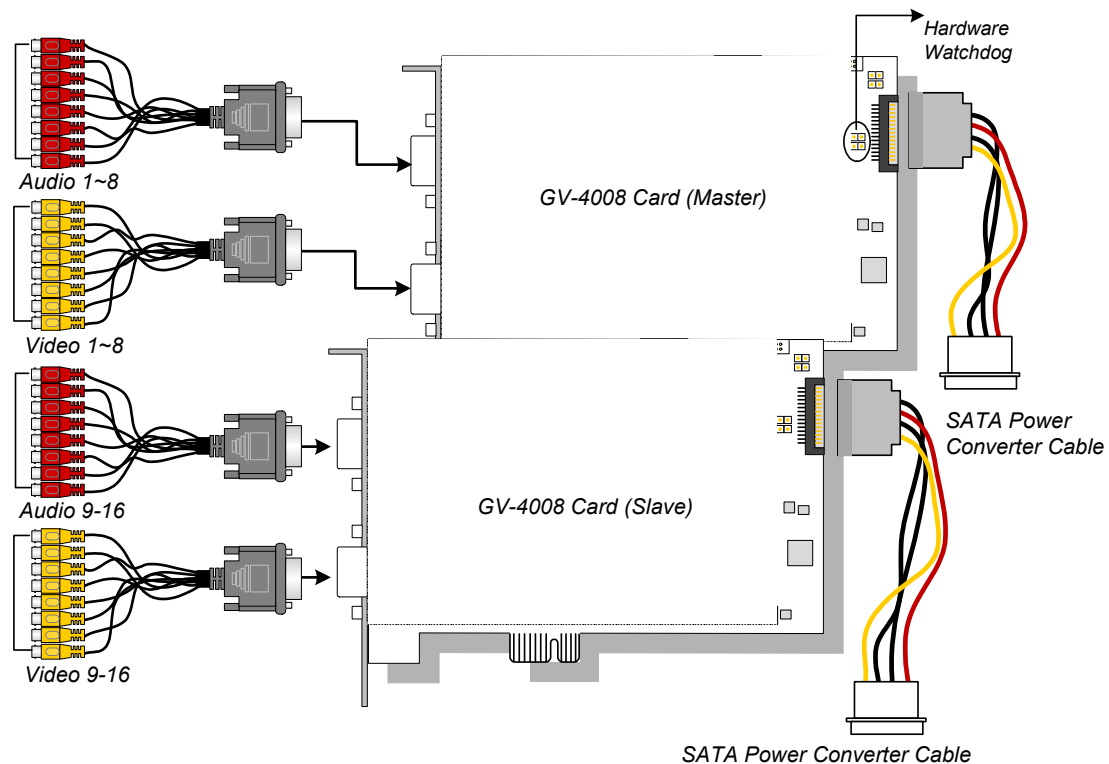 Hardware
Watchdog
Audio 1~8
GV-4008 Card (Master)
Video 1~8
SATA Power
Converter Cable
Audio 9-16
GV-4008 Card (Slave)
Video 9-16
SATA Power Converter Cable